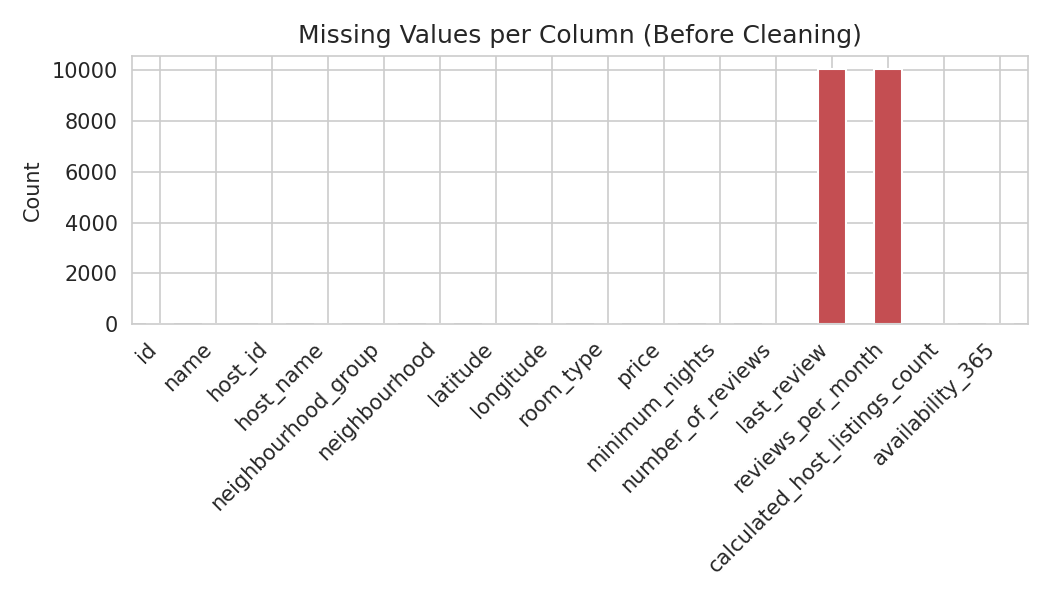 Missing Values per Column (Before Cleaning)
Count
10000
8000
6000
4000
2000
0
id
name
host_id
host_name
neighbourhood_group
neighbourhood
latitude
longitude
room_type
price
minimum_nights
number_of_reviews
last_review
reviews_per_month
calculated_host_listings_count
availability_365